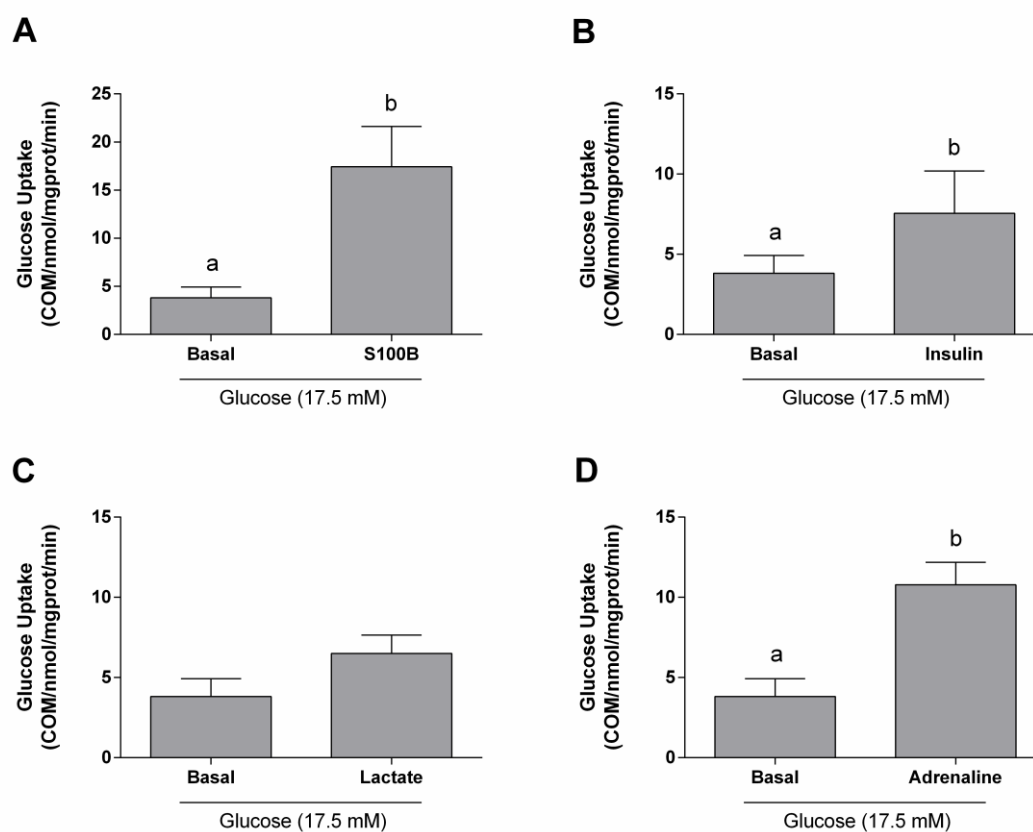 A
Glucose Uptake
(COM/nmol/mgprot/min)
25
20
15
10
5
0
a
b
Basal
S100B
Glucose (17.5 mM)
B
Glucose Uptake
(COM/nmol/mgprot/min)
15
10
5
0
a
b
Basal
Insulin
Glucose (17.5 mM)
C
Glucose Uptake
(COM/nmol/mgprot/min)
15
10
5
0
Basal
Lactate
Glucose (17.5 mM)
D
Glucose Uptake
(COM/nmol/mgprot/min)
15
10
5
0
a
b
Basal
Adrenaline
Glucose (17.5 mM)